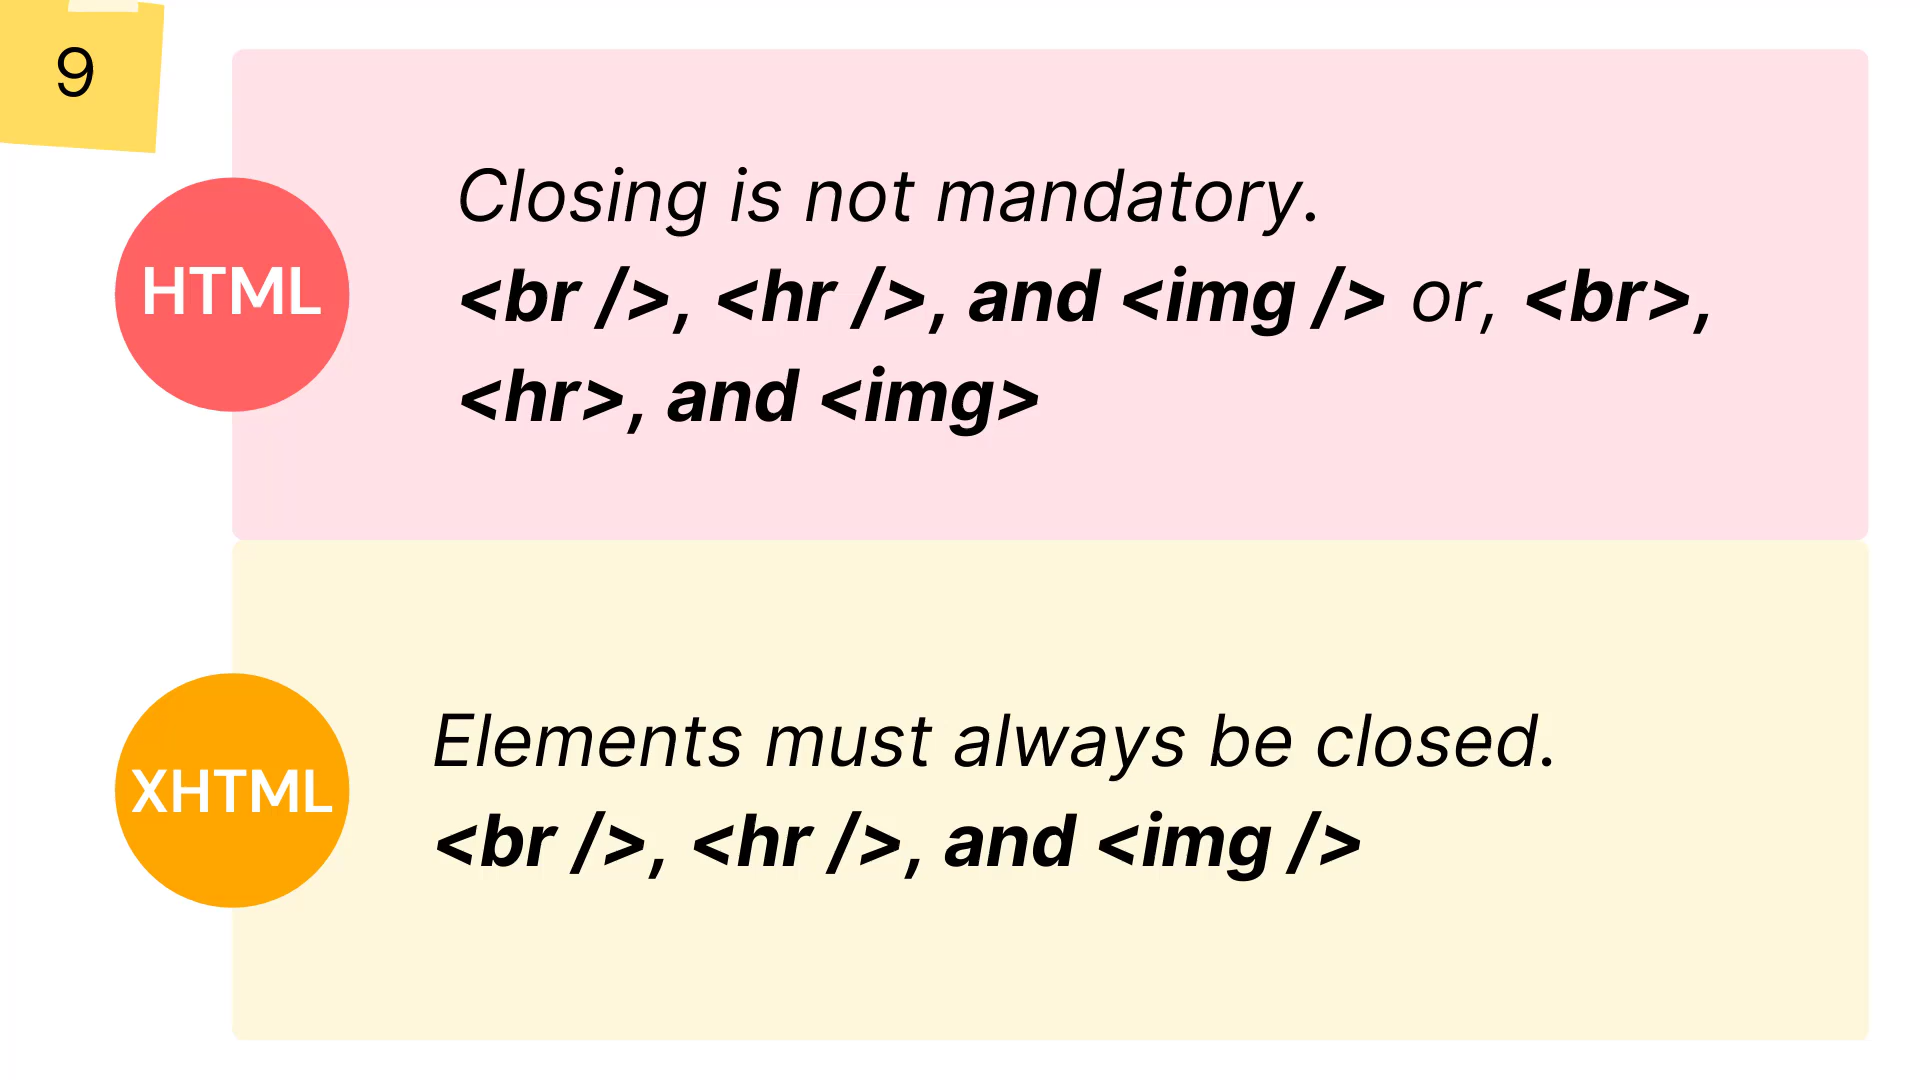 9
HTML
Closing is not mandatory.
<br />, <hr />, and <img /> or, <br>,
<hr>, and <img>
XHTML
Elements must always be closed.
<br />, <hr />, and <img />